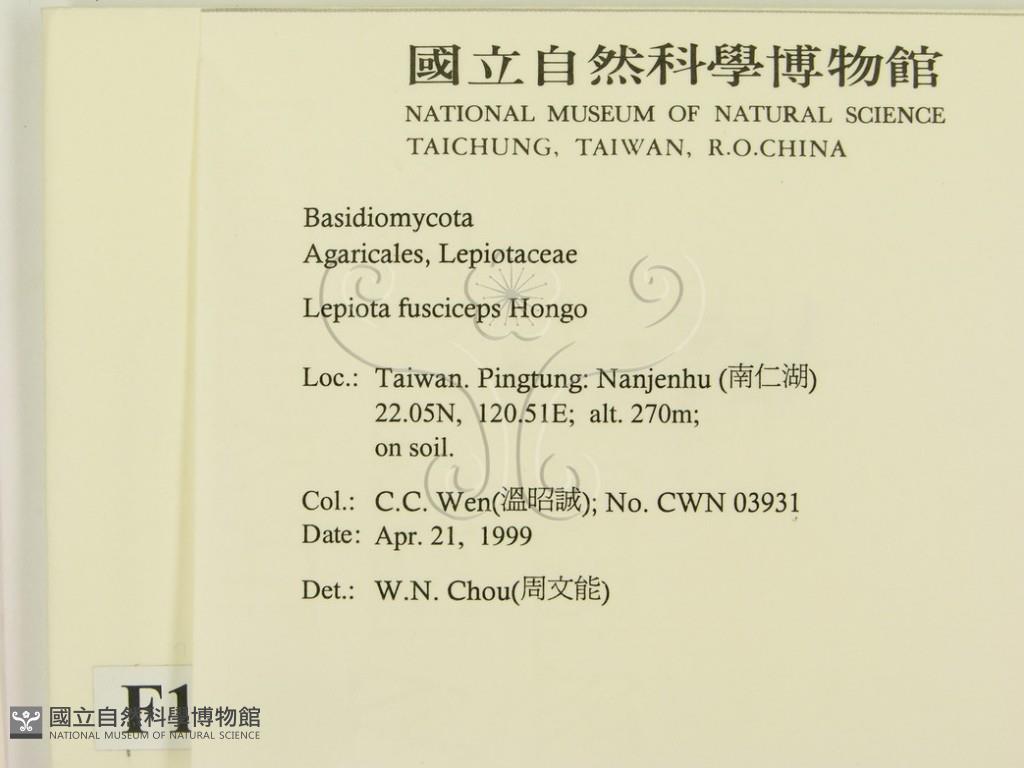 國立自然科學博物館
NATIONAL MUSEUM OF NATURAL SCIENCE
TAICHUNG, TAIWAN, R.O.CHINA
Basidiomycota
Agaricales, Lepiotaceae
Lepiota fusciceps Hongo
Loc.: Taiwan. Pingtung: Nanjenhu (南仁湖)
22.05N, 120.51E; alt. 270m;
on soil.
Col.: C.C. Wen(溫昭誠); No. CWN 03931
Date: Apr. 21, 1999
Det.: W.N. Chou(周文能)
F1
國立自然科學博物館
NATIONAL MUSEUM OF NATURAL SCIENCE